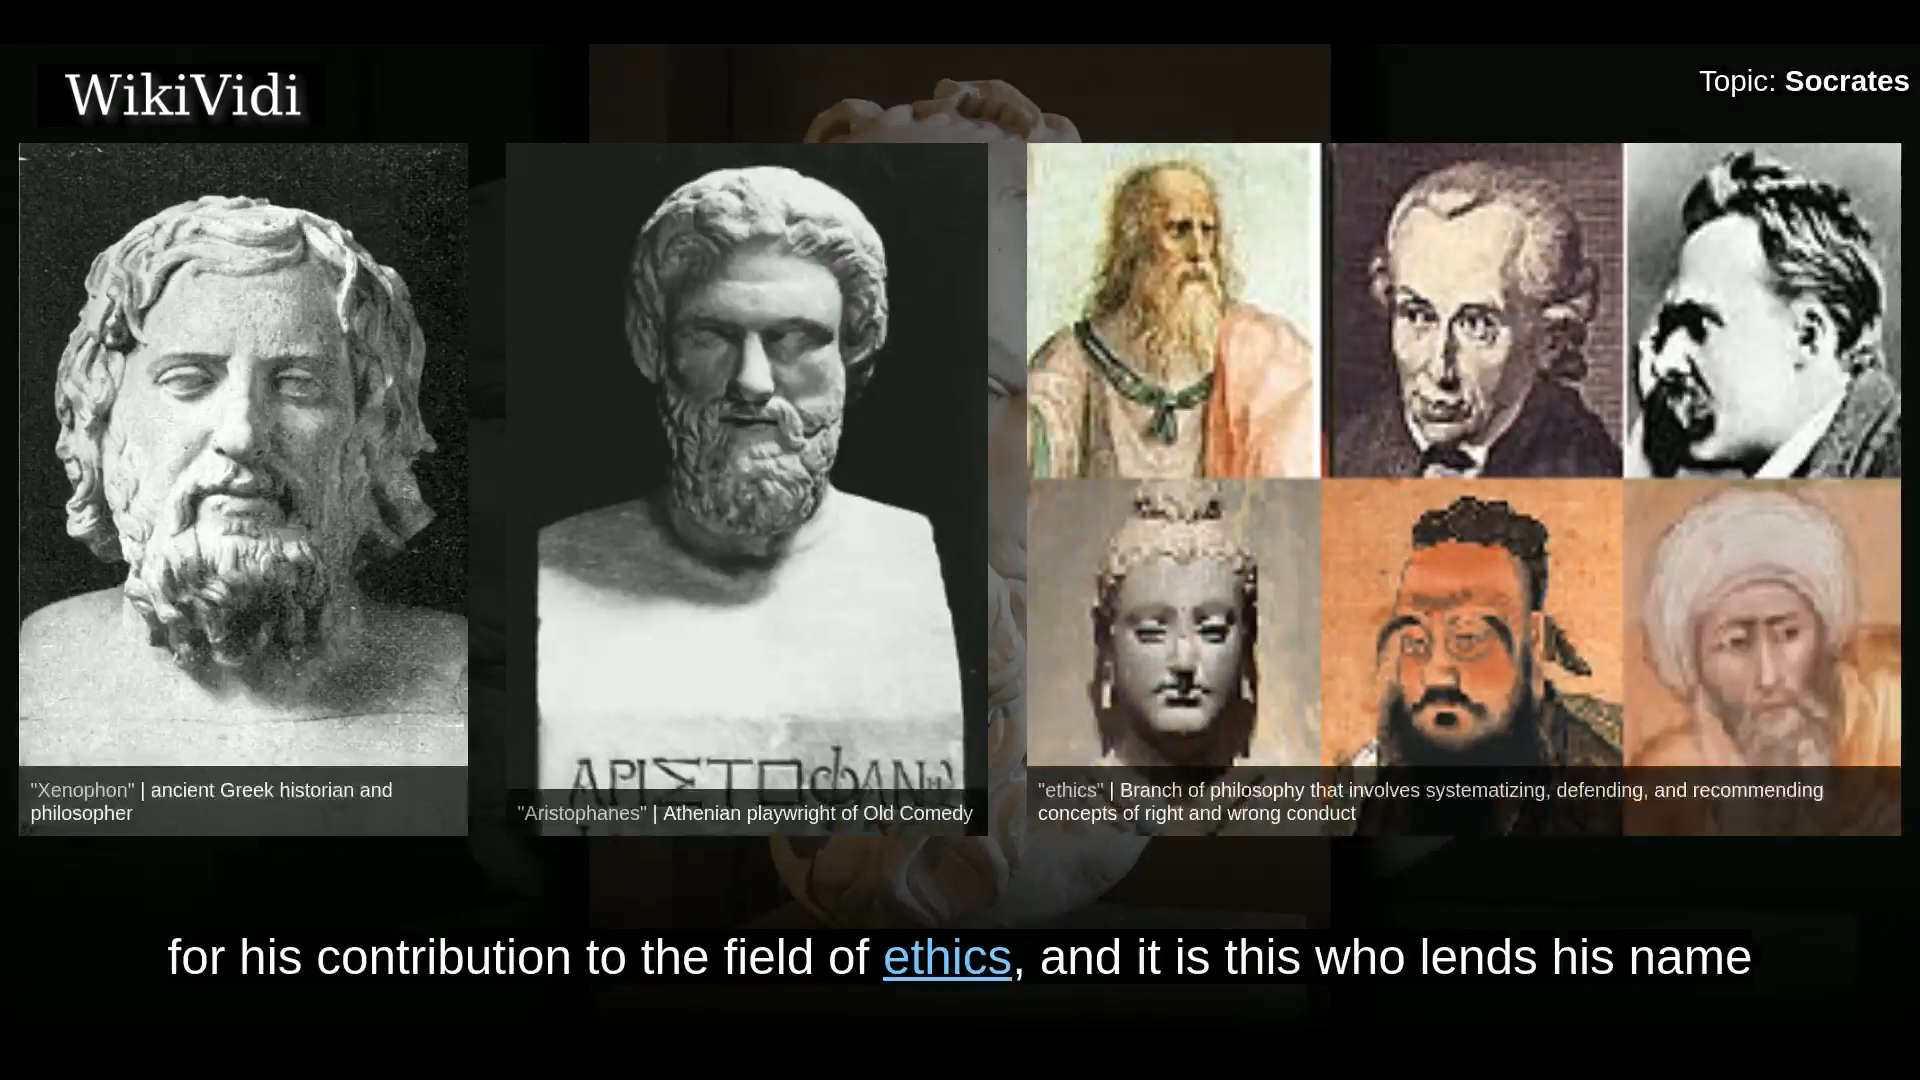 WikiVidi
Topic: Socrates
ΑΡΙΣΤΟΦΑΝ
"Xenophon" | ancient Greek historian and
philosopher
"Aristophanes" | Athenian playwright of Old Comedy
"ethics" | Branch of philosophy that involves systematizing, defending, and recommending
concepts of right and wrong conduct
for his contribution to the field of ethics, and it is this who lends his name